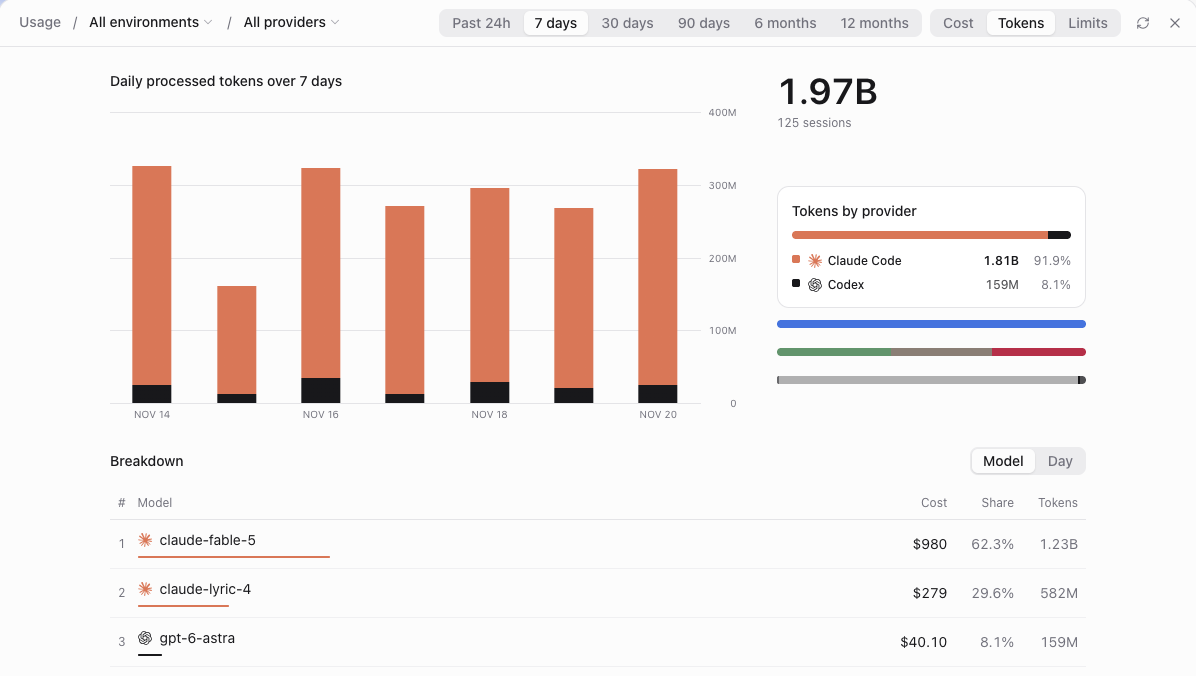 Usage / All environments / All providers Past 24h 7 days 30 days 90 days 6 months 12 months Cost Tokens Limits
Daily processed tokens over 7 days
400M
300M
200M
100M
0
NOV 14 NOV 16 NOV 18 NOV 20
1.97B
125 sessions
Tokens by provider
Claude Code 1.81B 91.9%
Codex 159M 8.1%
Breakdown Model Day
# Model Cost Share Tokens
1 claude-fable-5 $980 62.3% 1.23B
2 claude-lyric-4 $279 29.6% 582M
3 gpt-6-astra $40.10 8.1% 159M